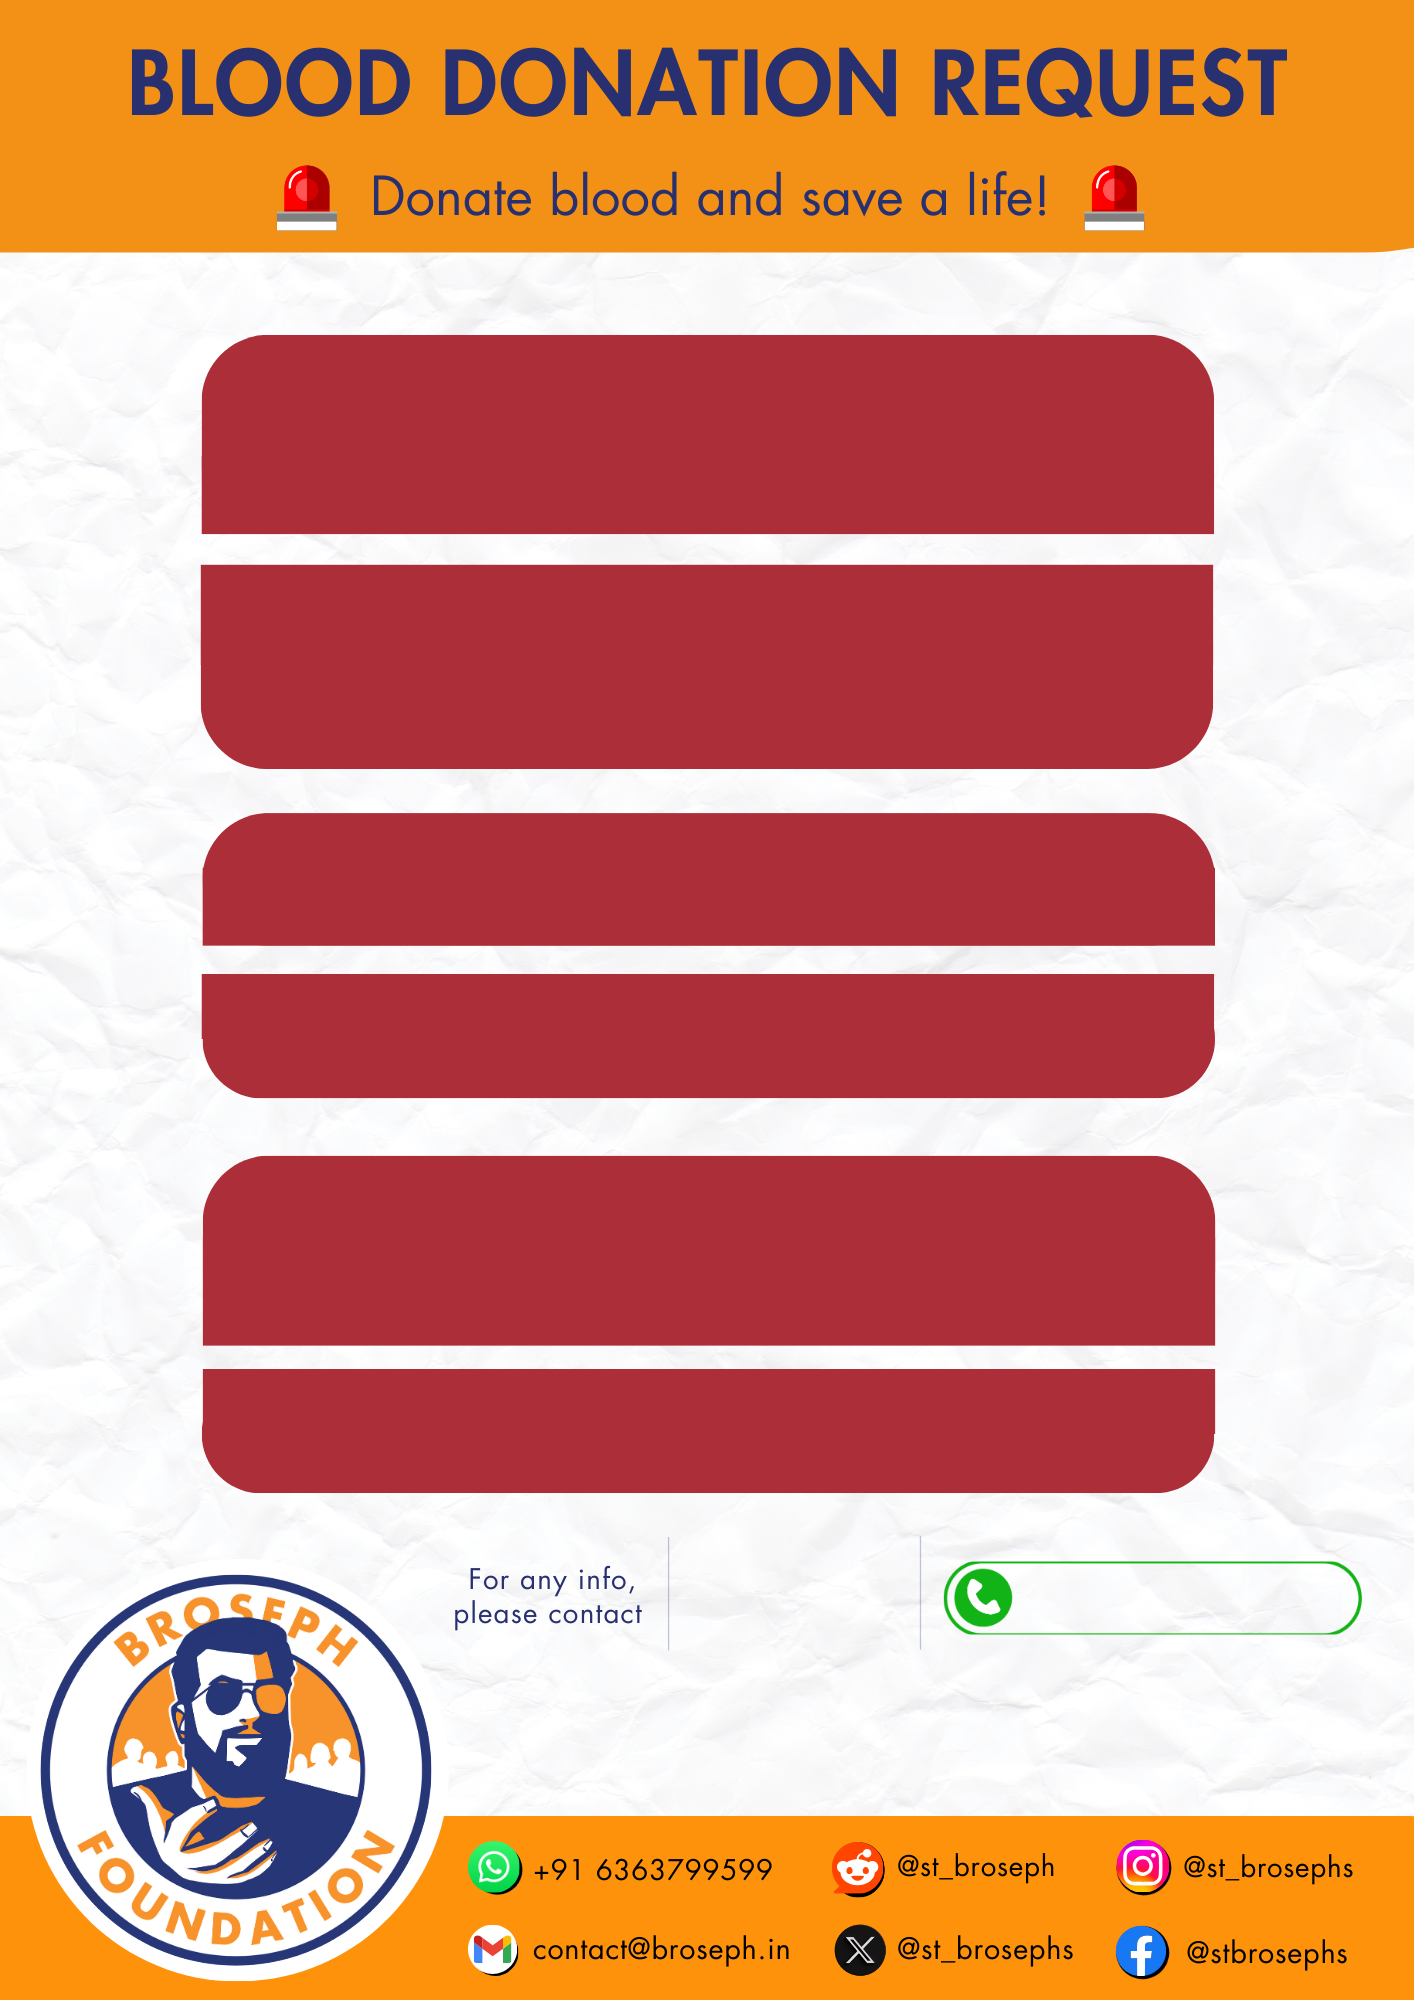 BLOOD DONATION REQUEST
Donate blood and save a life!
For any info,
please contact
BROSEPH
FOUNDATION
+91 6363799599
@st_broseph
@st_brosephs
contact@broseph.in
@st_brosephs
@stbrosephs